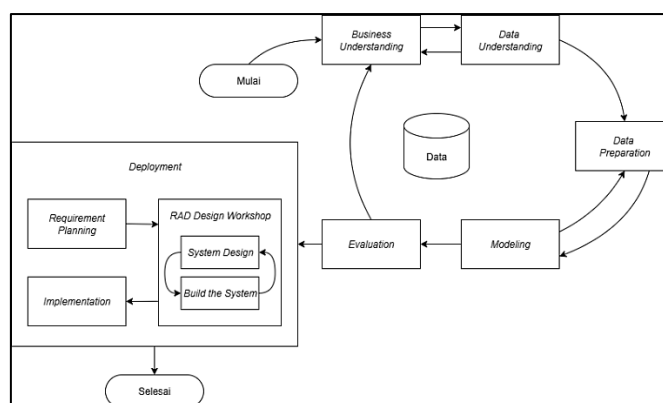 Business
Understanding
Data
Understanding
Mulai
Data
Data
Preparation
Deployment
Requirement
Planning
RAD Design Workshop
System Design
Build the System
Implementation
Evaluation
Modeling
Selesai